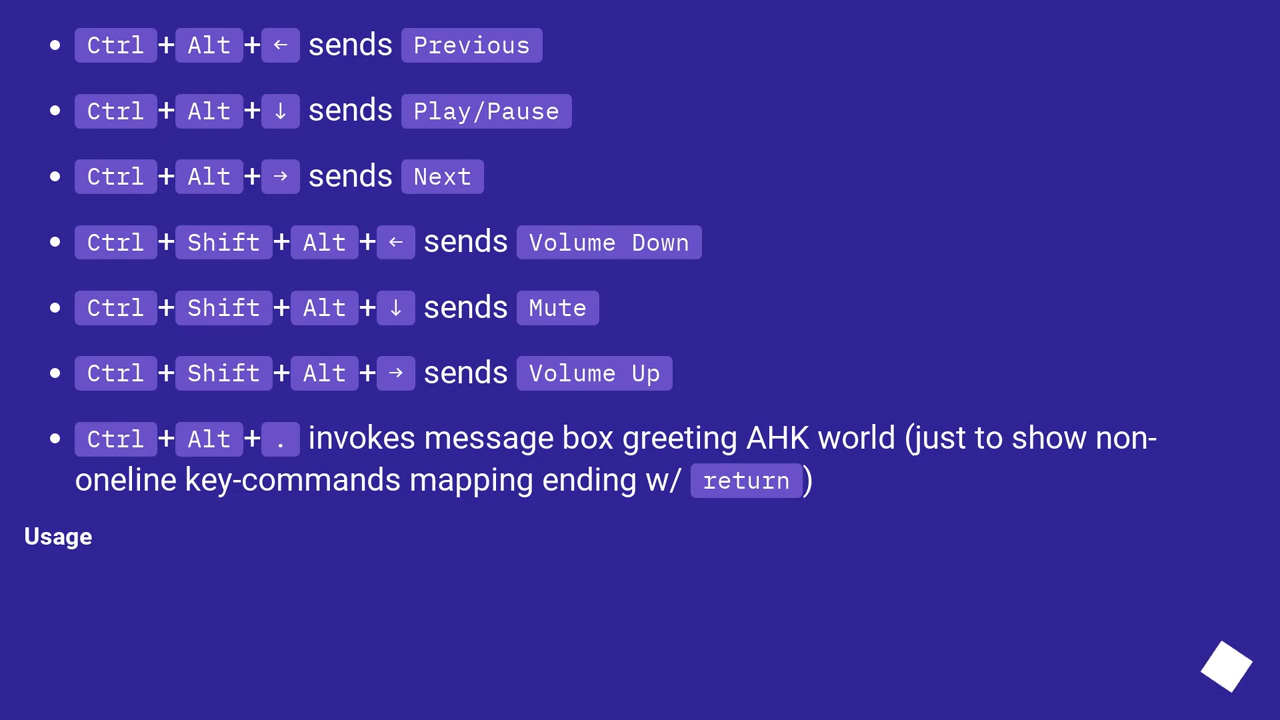 • Ctrl+Alt+← sends Previous
• Ctrl+Alt+↓ sends Play/Pause
• Ctrl+Alt+→ sends Next
• Ctrl+Shift+Alt+← sends Volume Down
• Ctrl+Shift+Alt+↓ sends Mute
• Ctrl+Shift+Alt+→ sends Volume Up
• Ctrl+Alt+. invokes message box greeting AHK world (just to show non-
oneline key-commands mapping ending w/ return)
Usage